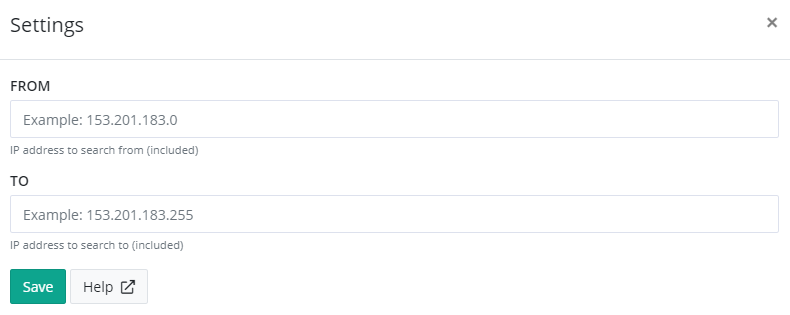 Settings
×
FROM
Example: 153.201.183.0
IP address to search from (included)
TO
Example: 153.201.183.255
IP address to search to (included)
Save
Help